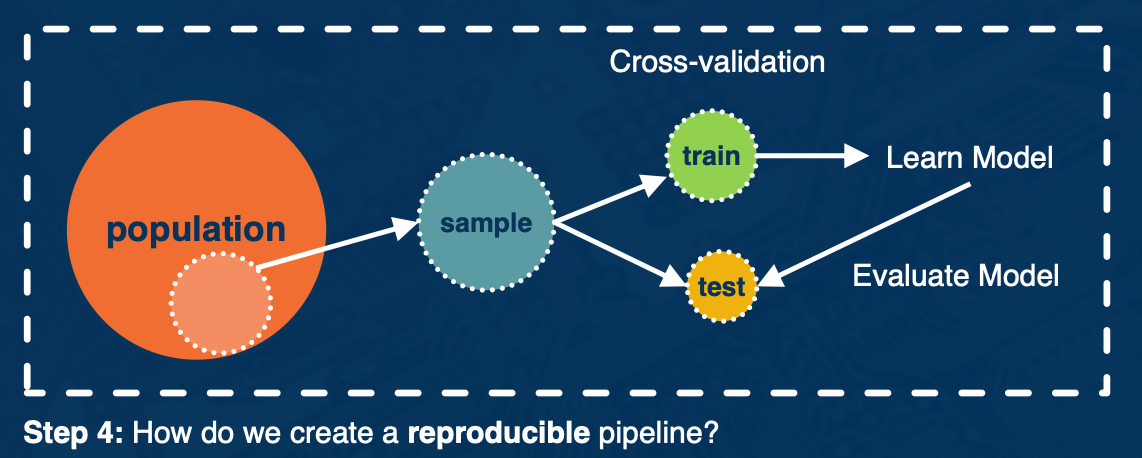 Cross-validation
population
sample
train
Learn Model
test
Evaluate Model
Step 4: How do we create a reproducible pipeline?